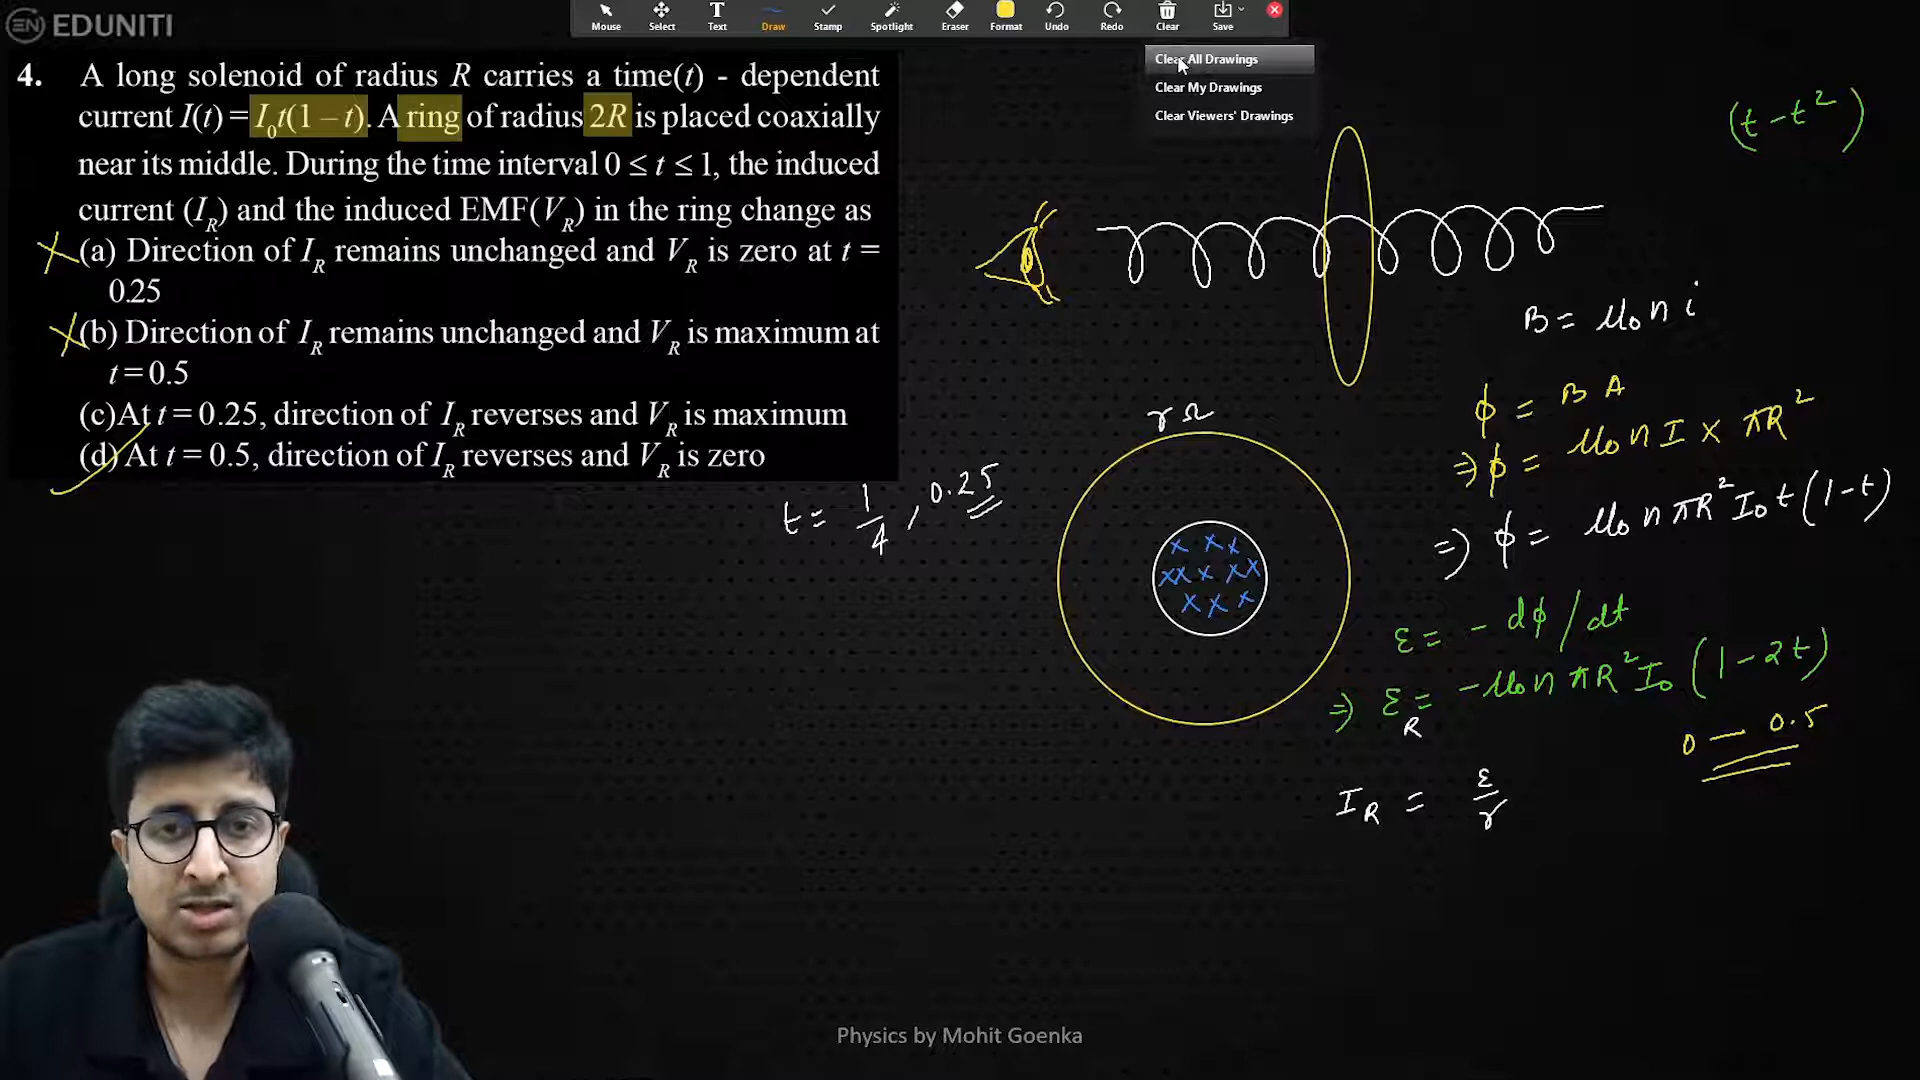 EN EDUNITI
Mouse Select Text Draw Stamp Spotlight Eraser Format Undo Redo Clear Save
Clear All Drawings
Clear My Drawings
Clear Viewers' Drawings
4. A long solenoid of radius R carries a time(t) - dependent
current I(t) = I₀t(1 – t). A ring of radius 2R is placed coaxially
near its middle. During the time interval 0 ≤ t ≤ 1, the induced
current (I_R) and the induced EMF(V_R) in the ring change as
(a) Direction of I_R remains unchanged and V_R is zero at t =
0.25
(b) Direction of I_R remains unchanged and V_R is maximum at
t = 0.5
(c)At t = 0.25, direction of I_R reverses and V_R is maximum
(d) At t = 0.5, direction of I_R reverses and V_R is zero
t = 1/4 , 0.25
(t – t²)
B = μ₀ n i
r Ω
φ = B A
⇒ φ = μ₀ n I × πR²
⇒ φ = μ₀ n πR² I₀ t (1 – t)
ε = – dφ / dt
⇒ ε_R = – μ₀ n πR² I₀ (1 – 2t)
0 — 0.5
I_R = ε/r
Physics by Mohit Goenka